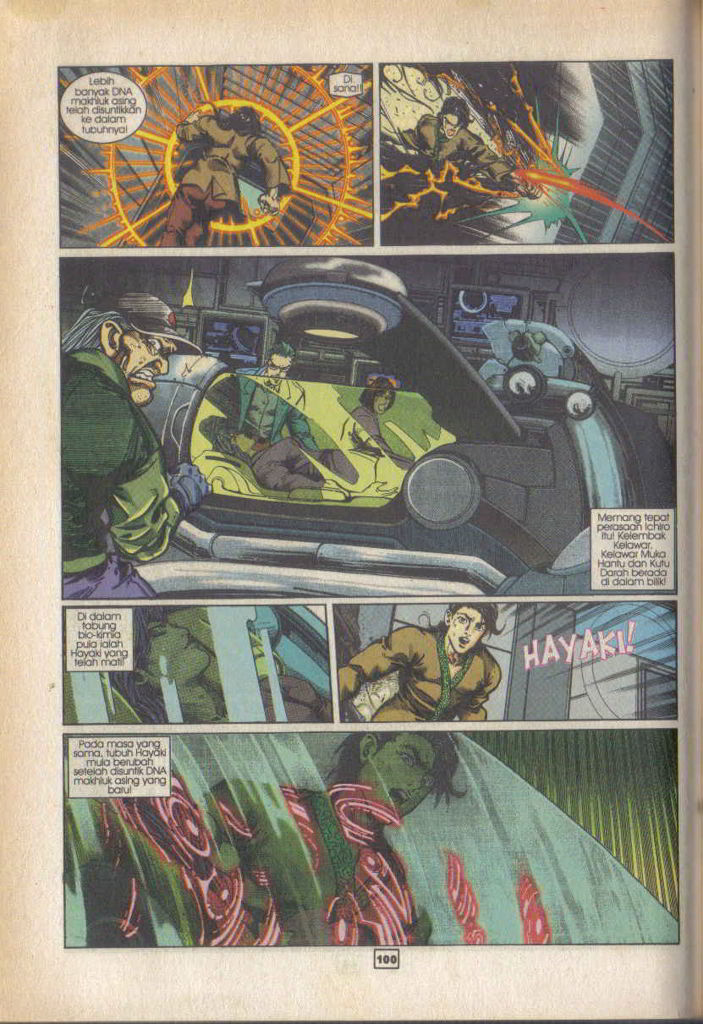 Lebih
banyak DNA
makhluk asing
telah disuntikkan
ke dalam
tubuhnya!
Di
sana!!
Memang tepat
perasaan Ichiro
itu! Kelembak
Kelawar,
Kelawar Muka
Hantu dan Kutu
Darah berada
di dalam bilik!
Di dalam
tabung
bio-kimia
pula ialah
Hayaki yang
telah mati!
HAYAKI!
Pada masa yang
sama, tubuh Hayaki
mula berubah
setelah disuntik DNA
makhluk asing yang
baru!
100